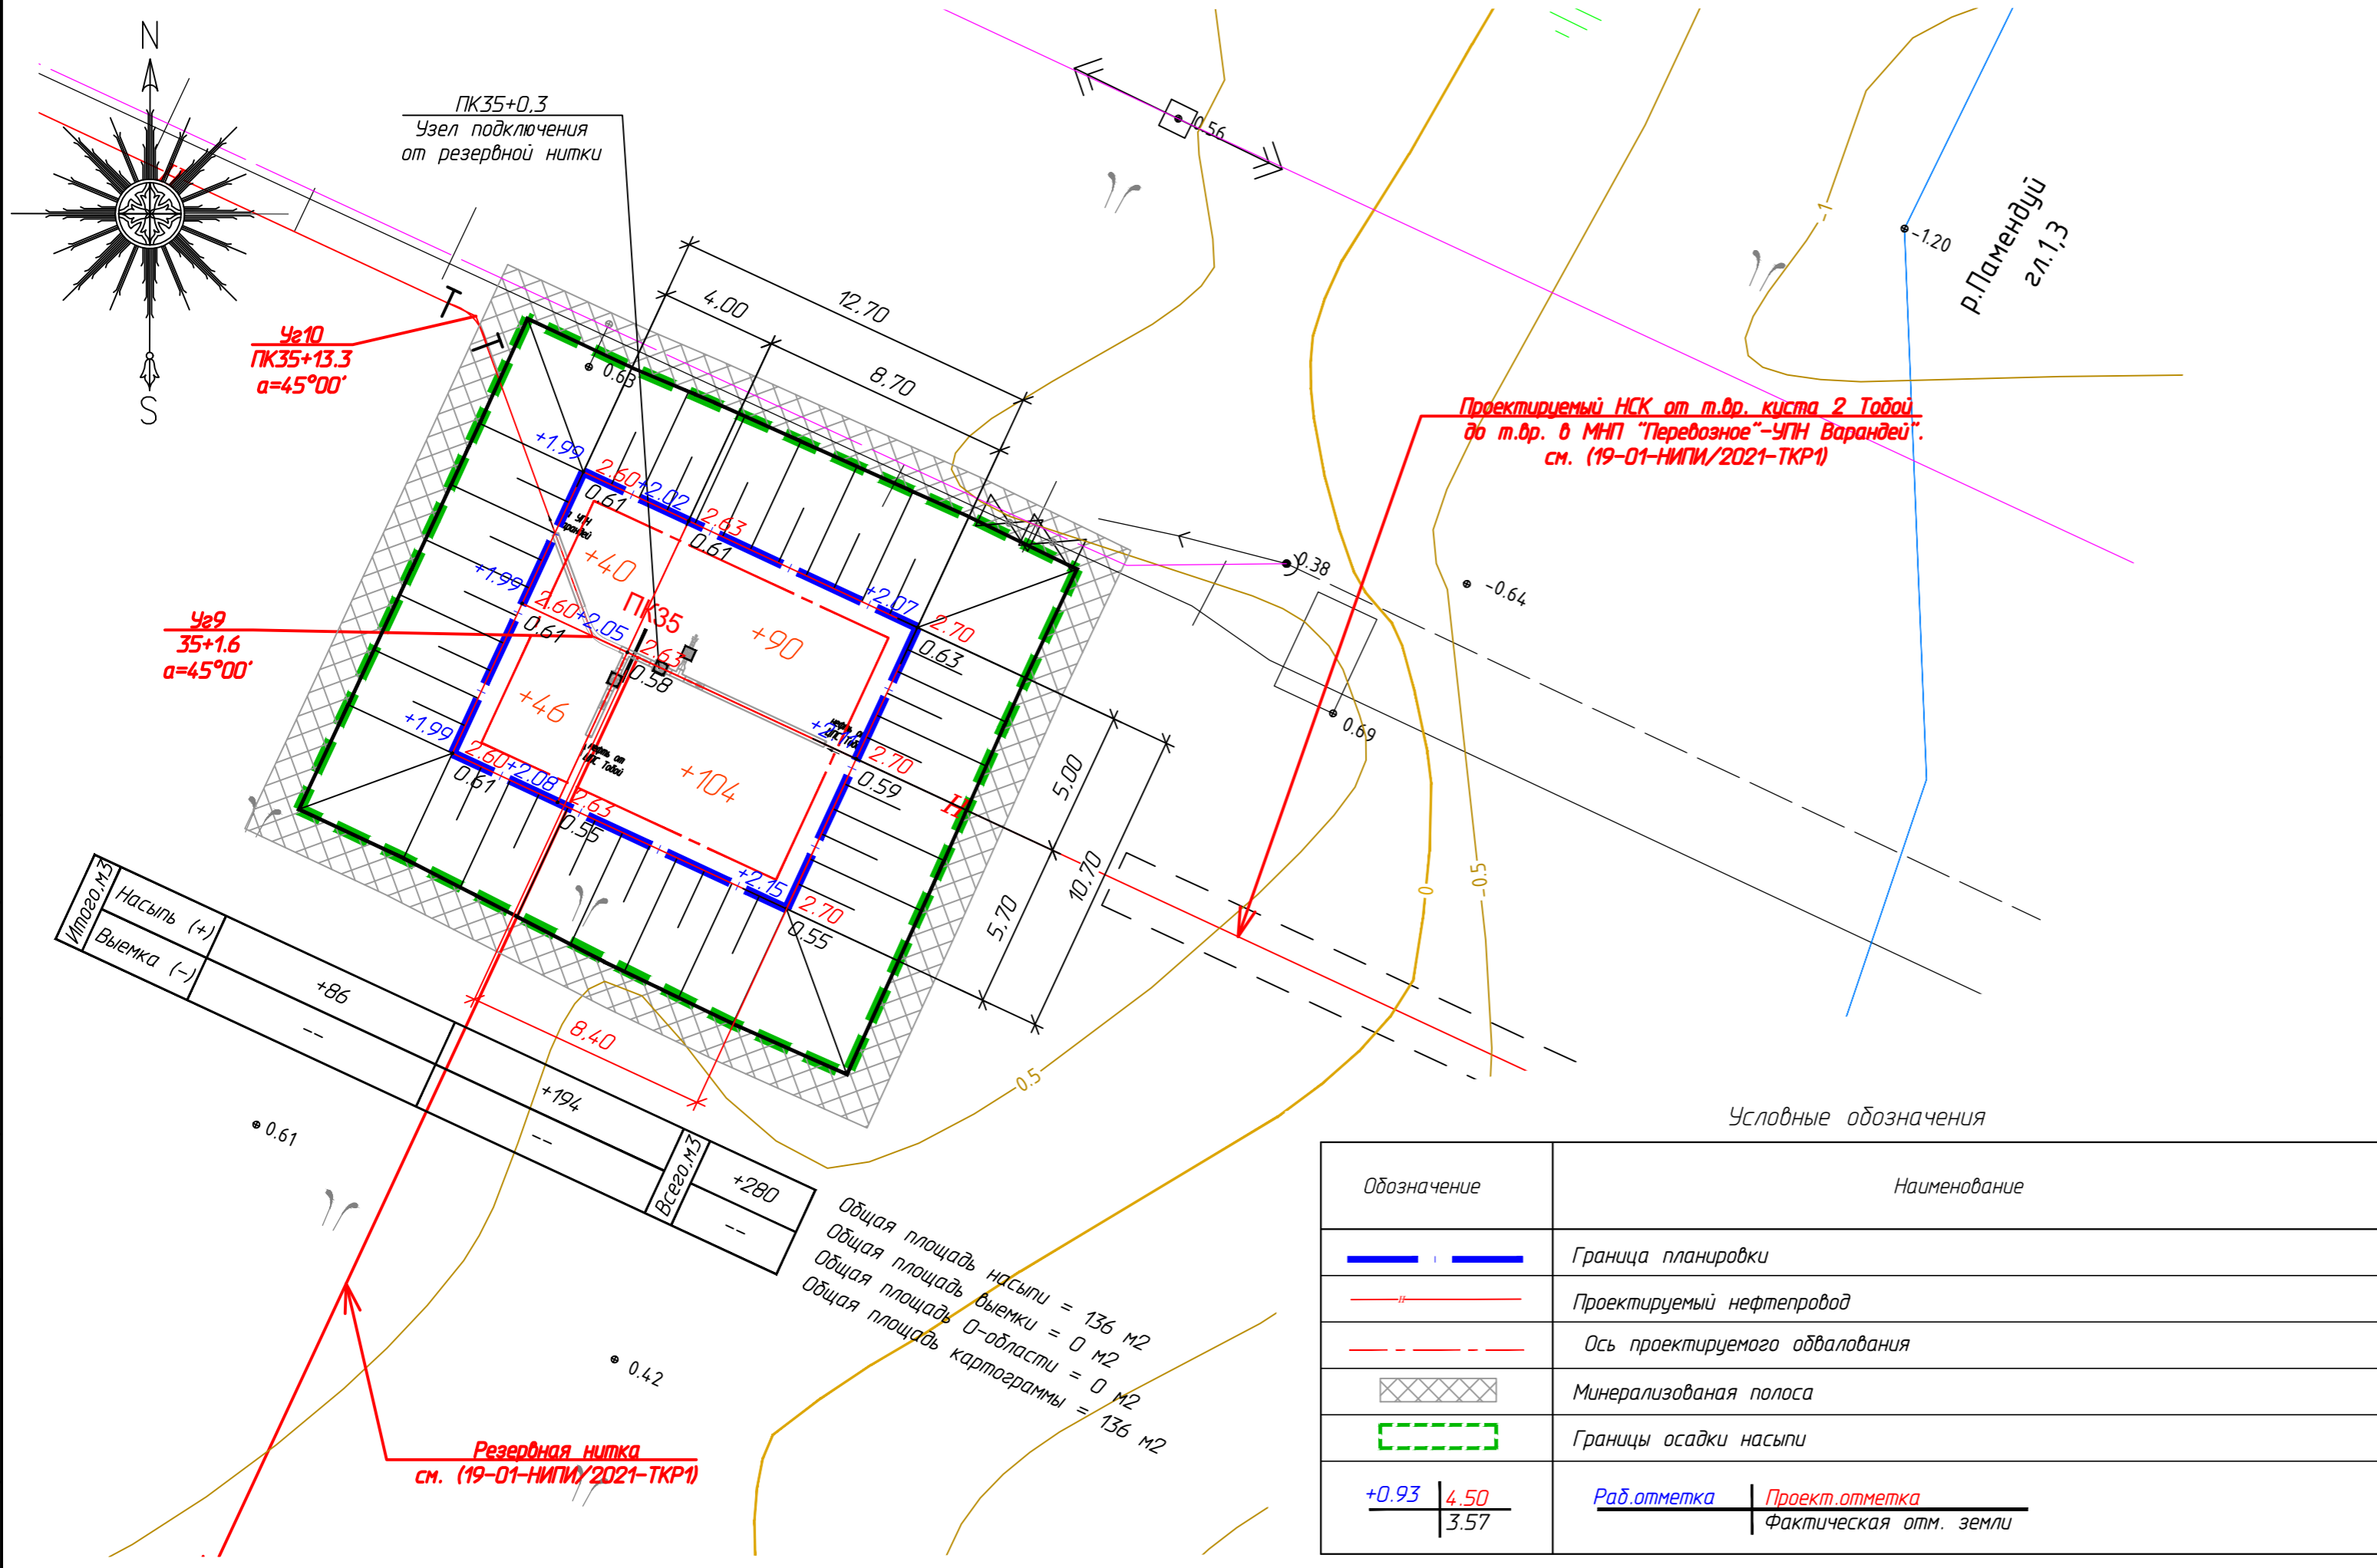 N
S
ПК35+0,3
Узел подключения
от резервной нитки
Уг10
ПК35+13.3
а=45°00'
Уг9
35+1.6
а=45°00'
0.56
-1
-1.20
р.Памендуй
гл.1,3
12,70
4,00
8,70
0.63
Проектируемый НСК от т.вр. куста 2 Тобой
до т.вр. в МНП "Перевозное"-УПН Варандей".
см. (19-01-НИПИ/2021-ТКР1)
+1.99
2.60
0.61
+2.02
2.63
0.61
+2.07
2.70
0.63
+40
+90
ПК35
+1.99
2.60
0.61
+2.05
2.63
0.58
+46
+104
2.70
0.59
+1.99
2.60
0.61
+2.08
2.63
0.55
+2.15
2.70
0.55
0.38
-0.64
0.69
5,00
5,70
10,70
8,40
0
-0.5
0.5
Итого,м3
Насыпь (+)
Выемка (-)
+86
--
+194
--
Всего,м3
+280
--
Общая площадь насыпи = 136 м2
Общая площадь выемки = 0 м2
Общая площадь 0-области = 0 м2
Общая площадь картограммы = 136 м2
0.61
0.42
Резервная нитка
см. (19-01-НИПИ/2021-ТКР1)
Условные обозначения
Обозначение
Наименование
Граница планировки
Проектируемый нефтепровод
Ось проектируемого обвалования
Минерализованая полоса
Границы осадки насыпи
+0.93 4.50
3.57
Раб.отметка Проект.отметка
Фактическая отм. земли